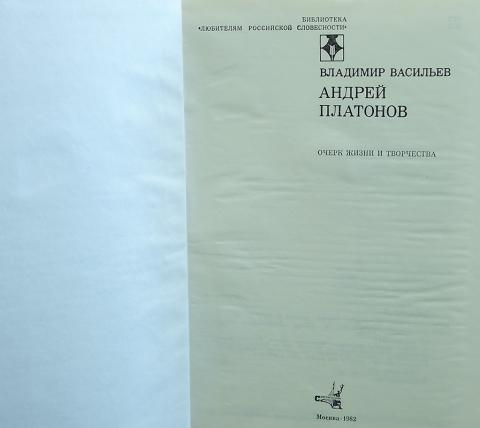 БИБЛИОТЕКА
«ЛЮБИТЕЛЯМ РОССИЙСКОЙ СЛОВЕСНОСТИ»
ВЛАДИМИР ВАСИЛЬЕВ
АНДРЕЙ
ПЛАТОНОВ
ОЧЕРК ЖИЗНИ И ТВОРЧЕСТВА
Москва · 1982